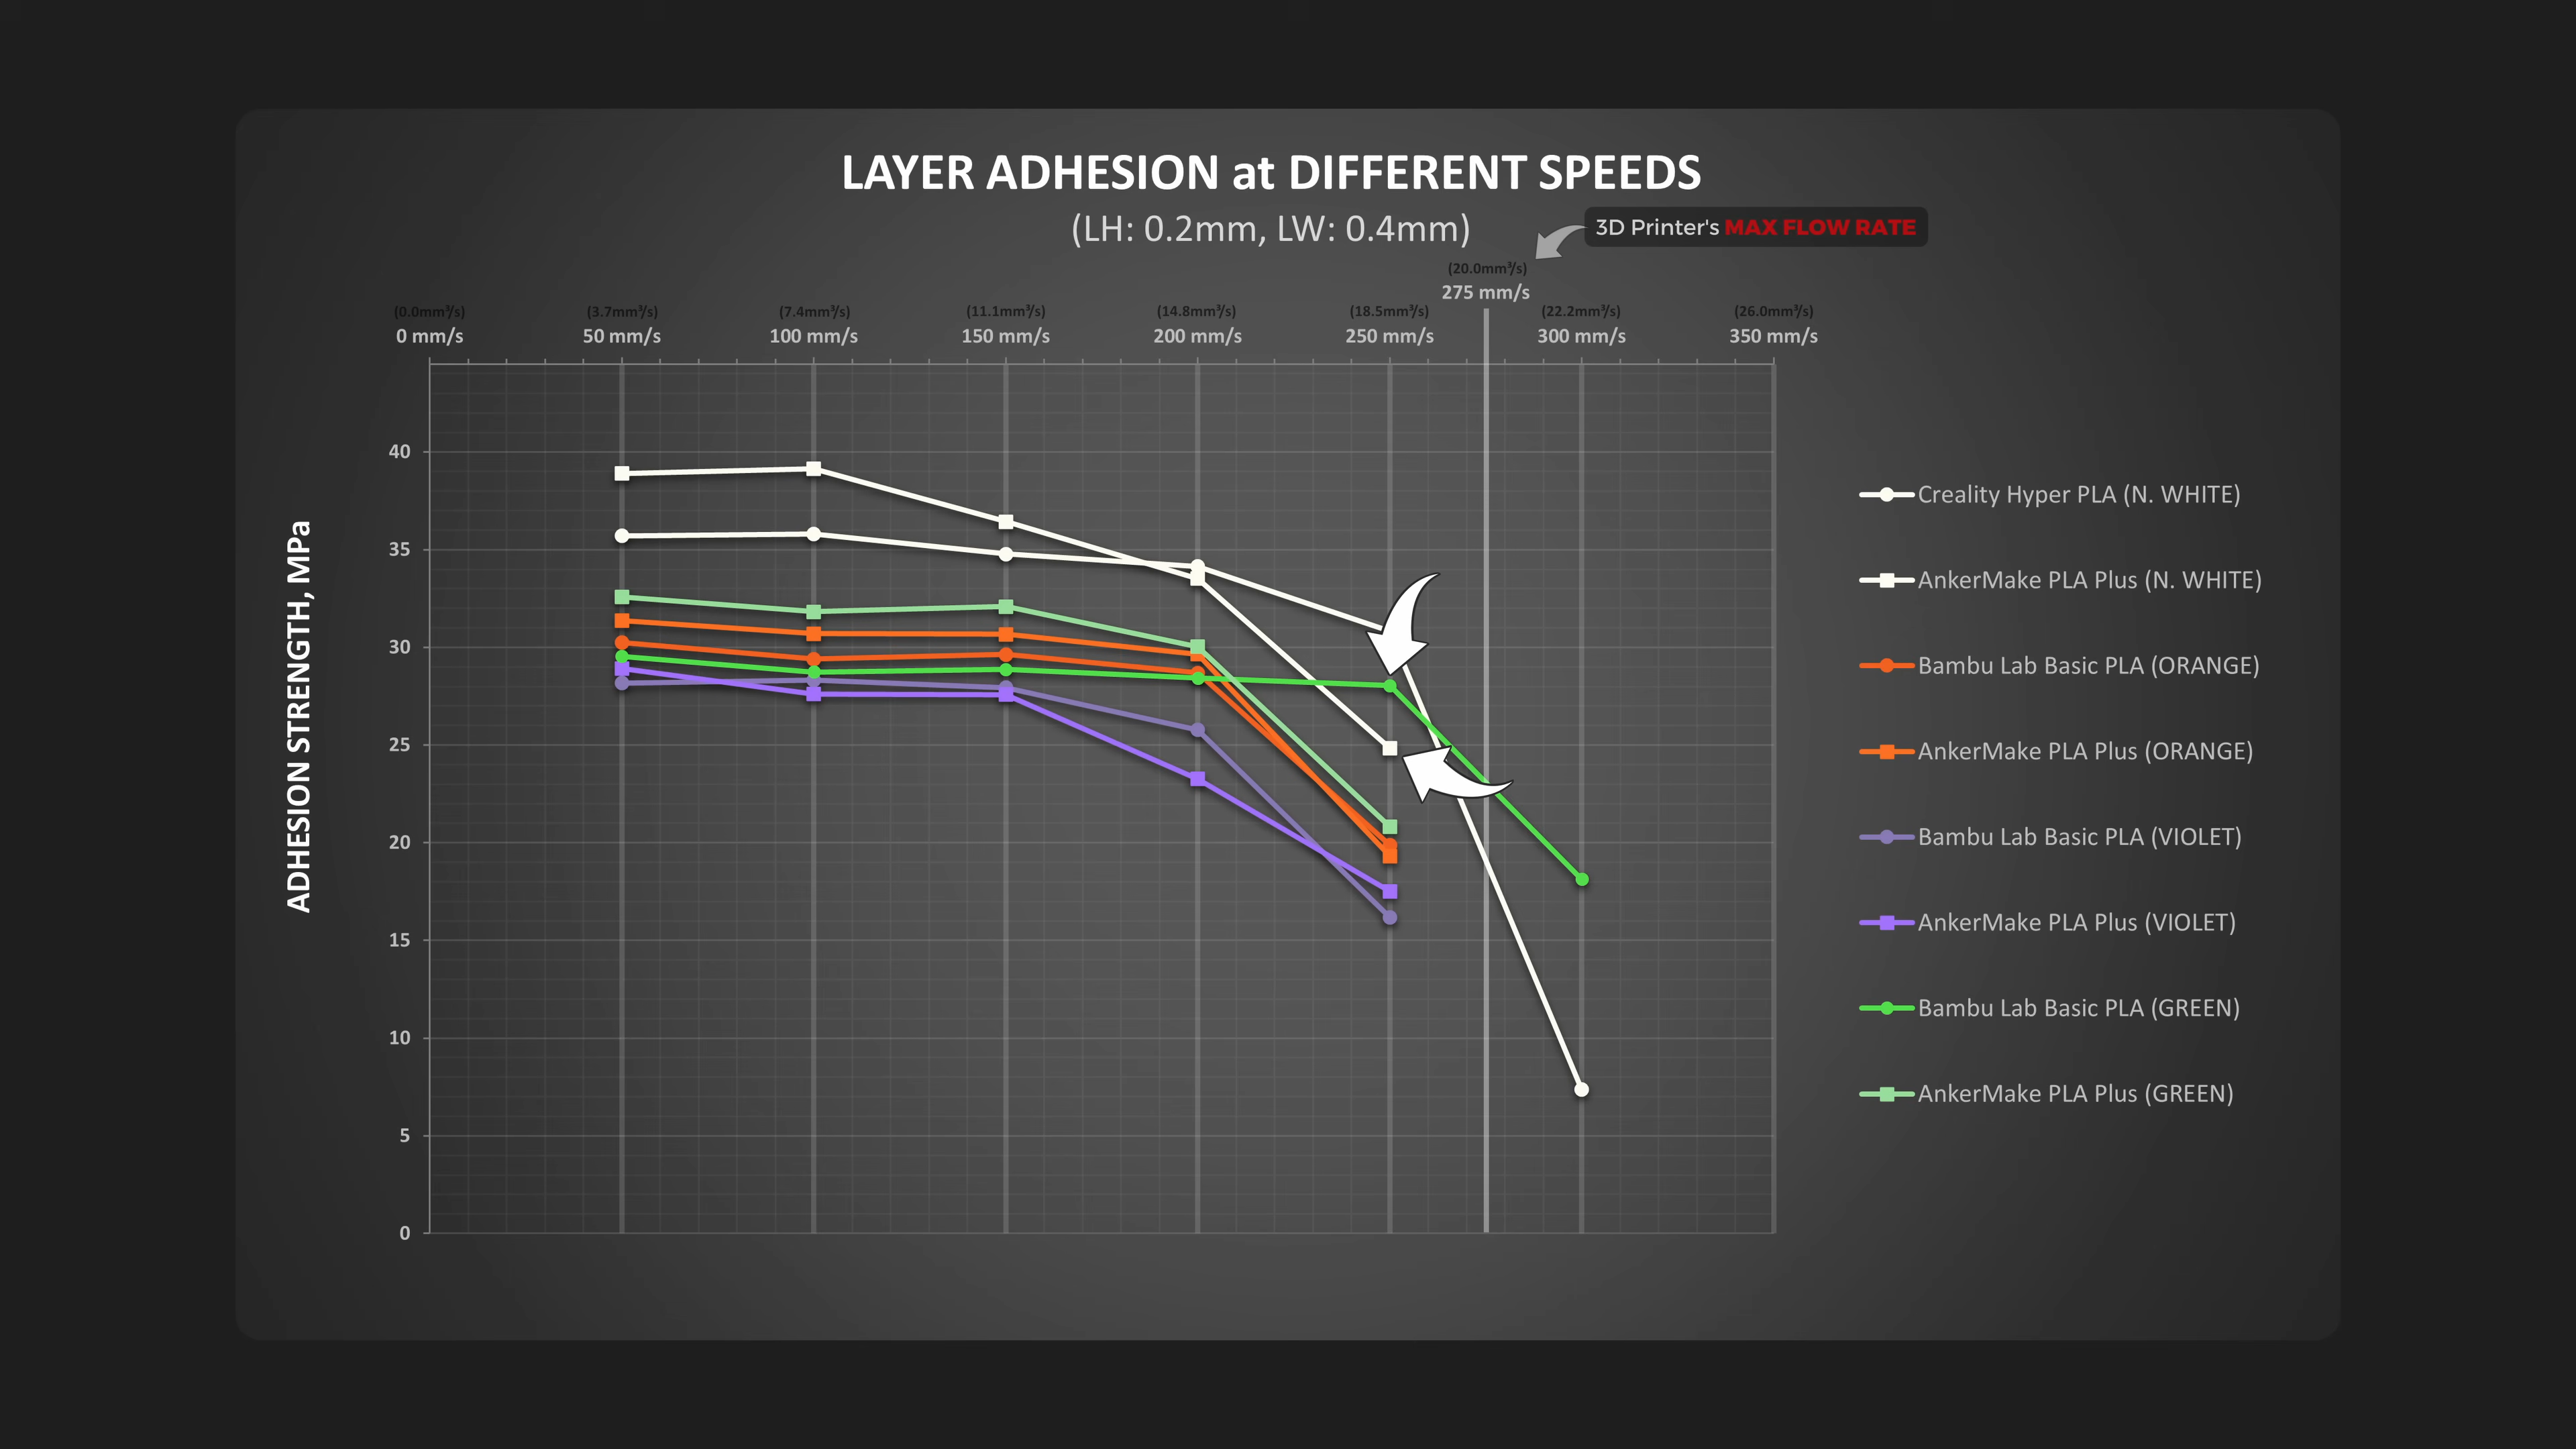 LAYER ADHESION at DIFFERENT SPEEDS
(LH: 0.2mm, LW: 0.4mm)
3D Printer's MAX FLOW RATE
(20.0mm³/s)
275 mm/s
(0.0mm³/s) (3.7mm³/s) (7.4mm³/s) (11.1mm³/s) (14.8mm³/s) (18.5mm³/s) (22.2mm³/s) (26.0mm³/s)
0 mm/s 50 mm/s 100 mm/s 150 mm/s 200 mm/s 250 mm/s 300 mm/s 350 mm/s
ADHESION STRENGTH, MPa
40
35
30
25
20
15
10
5
0
Creality Hyper PLA (N. WHITE)
AnkerMake PLA Plus (N. WHITE)
Bambu Lab Basic PLA (ORANGE)
AnkerMake PLA Plus (ORANGE)
Bambu Lab Basic PLA (VIOLET)
AnkerMake PLA Plus (VIOLET)
Bambu Lab Basic PLA (GREEN)
AnkerMake PLA Plus (GREEN)